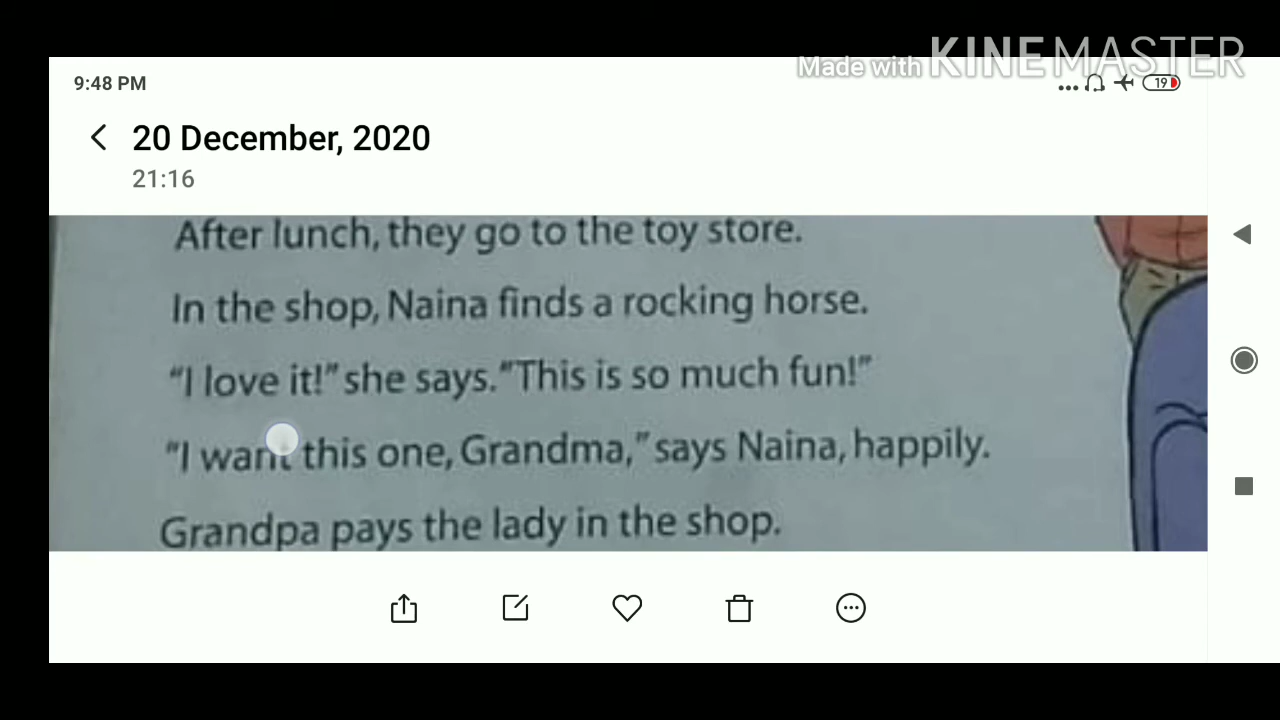 Made with KINEMASTER
9:48 PM
19
20 December, 2020
21:16
After lunch, they go to the toy store.
In the shop, Naina finds a rocking horse.
“I love it!” she says. “This is so much fun!”
“I want this one, Grandma,” says Naina, happily.
Grandpa pays the lady in the shop.